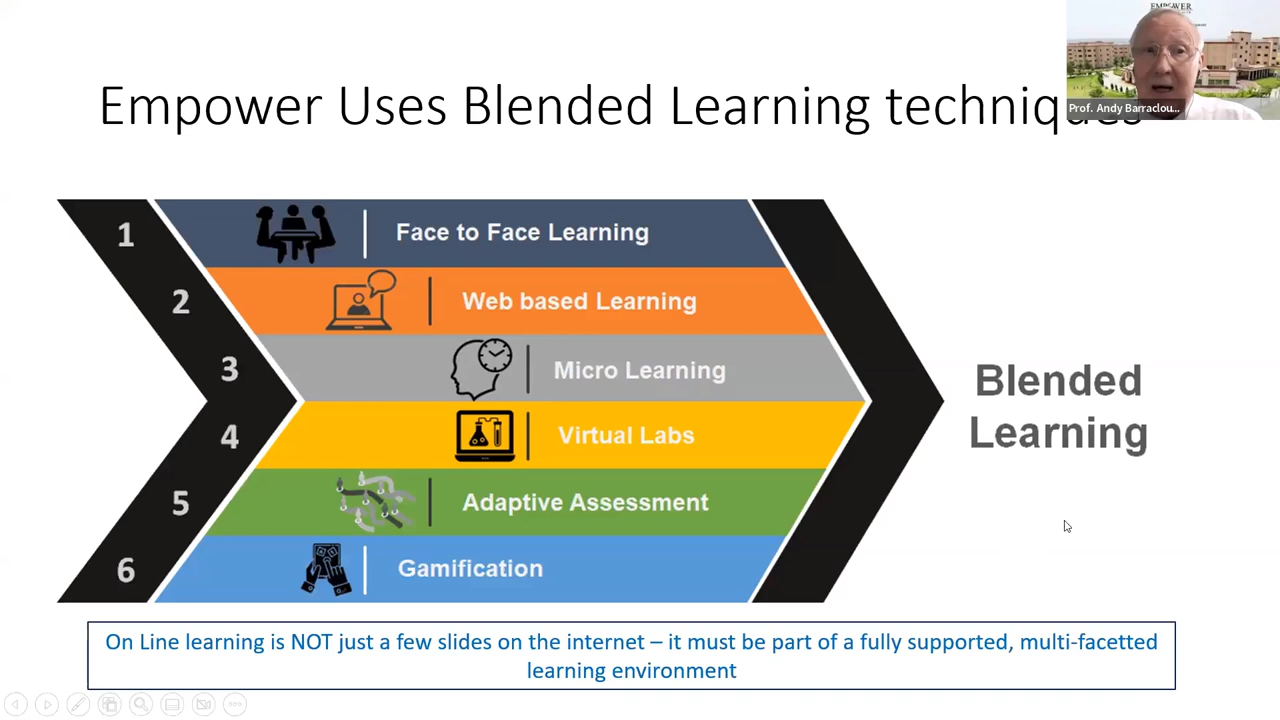 EMPOWER
Prof. Andy Barraclou...
Empower Uses Blended Learning techniques
1
Face to Face Learning
2
Web based Learning
3
Micro Learning
4
Virtual Labs
5
Adaptive Assessment
6
Gamification
Blended
Learning
On Line learning is NOT just a few slides on the internet – it must be part of a fully supported, multi-facetted
learning environment